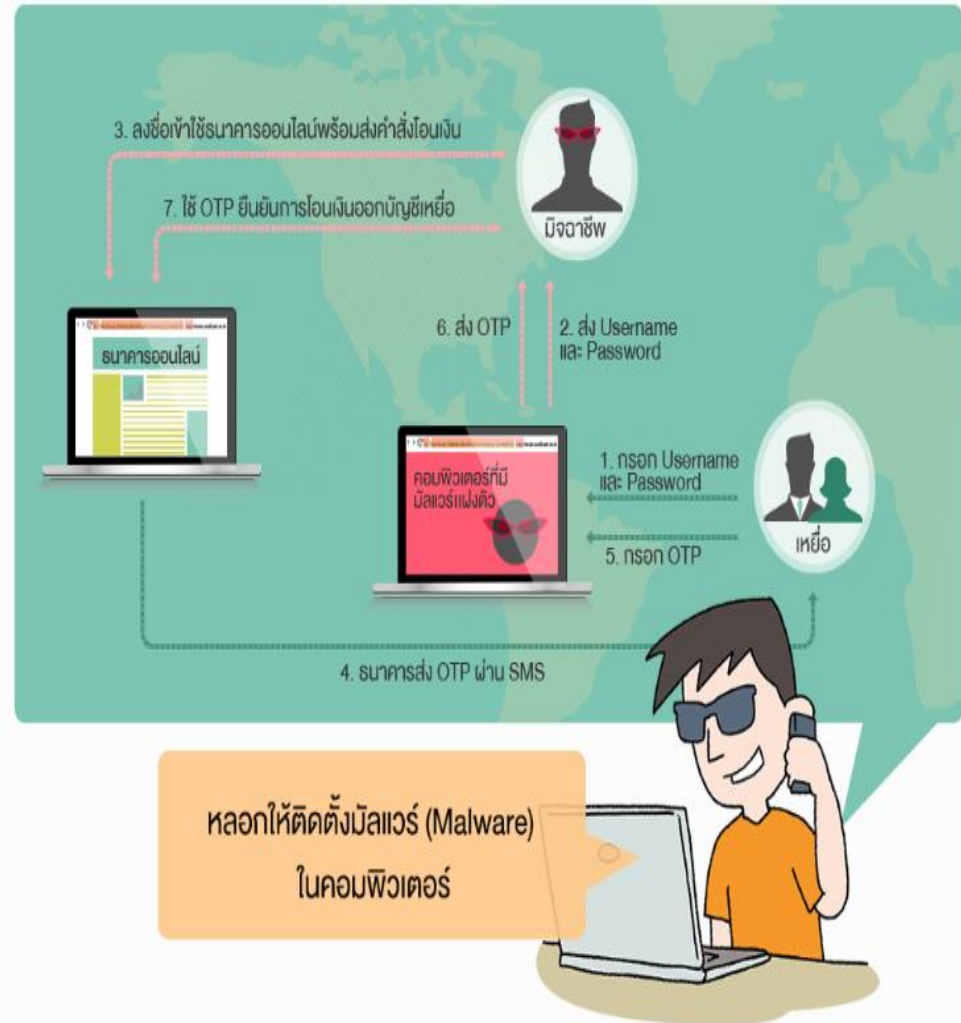 3. ลงชื่อเข้าใช้ธนาคารออนไลน์พร้อมส่งคำสั่งโอนเงิน
7. ใช้ OTP ยืนยันการโอนเงินออกบัญชีเหยื่อ
มิจฉาชีพ
6. ส่ง OTP
2. ส่ง Username
และ Password
ธนาคารออนไลน์
คอมพิวเตอร์ที่มี
มัลแวร์แฝงตัว
1. กรอก Username
และ Password
5. กรอก OTP
เหยื่อ
4. ธนาคารส่ง OTP ผ่าน SMS
หลอกให้ติดตั้งมัลแวร์ (Malware)
ในคอมพิวเตอร์